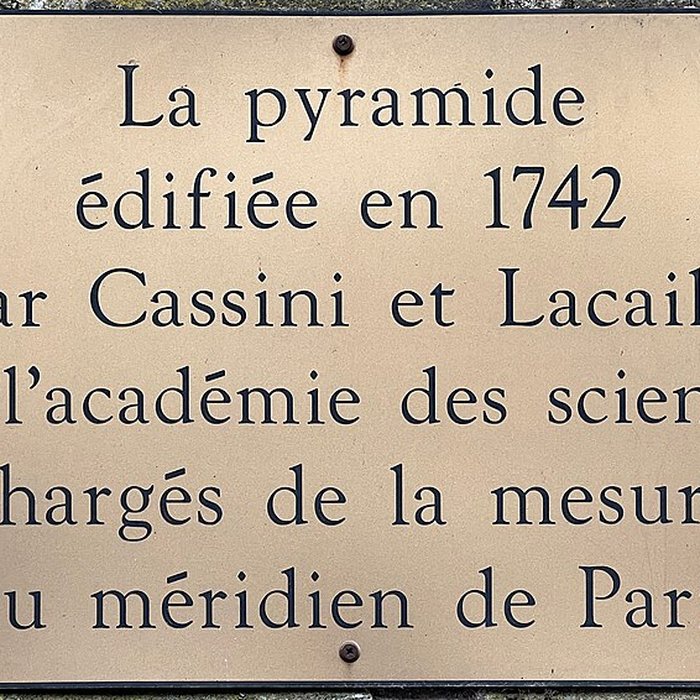 La pyramide
édifiée en 1742
ar Cassini et Lacail
l'académie des scien
hargés de la mesur
u méridien de Par